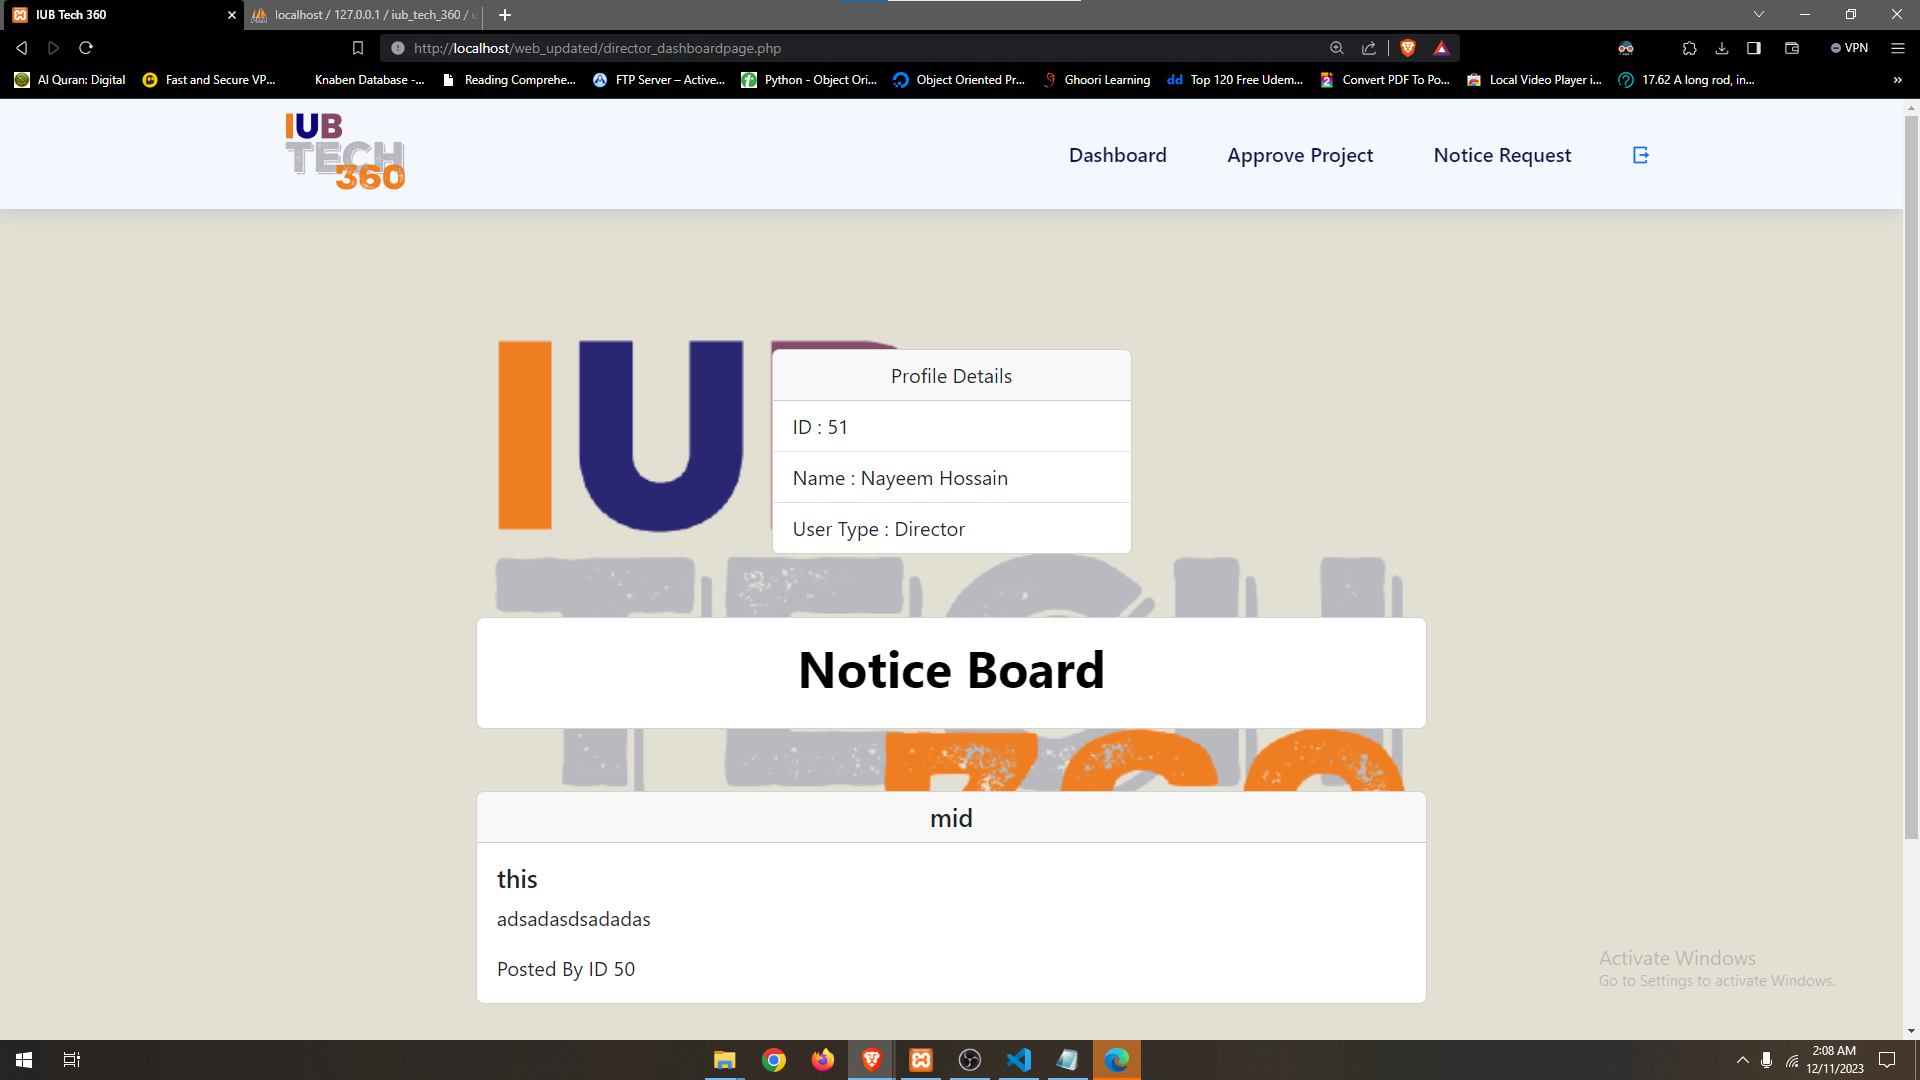 IUB Tech 360
localhost / 127.0.0.1 / iub_tech_360 /
http://localhost/web_updated/director_dashboardpage.php
VPN
Al Quran: Digital
Fast and Secure VP...
Knaben Database -...
Reading Comprehe...
FTP Server – Active...
Python - Object Ori...
Object Oriented Pr...
Ghoori Learning
dd Top 120 Free Udem...
Convert PDF To Po...
Local Video Player i...
17.62 A long rod, in...
»
IUB
TECH
360
Dashboard
Approve Project
Notice Request
IU
Profile Details
ID : 51
Name : Nayeem Hossain
User Type : Director
TECH
Notice Board
360
mid
this
adsadasdsadadas
Posted By ID 50
Activate Windows
Go to Settings to activate Windows.
2:08 AM
12/11/2023